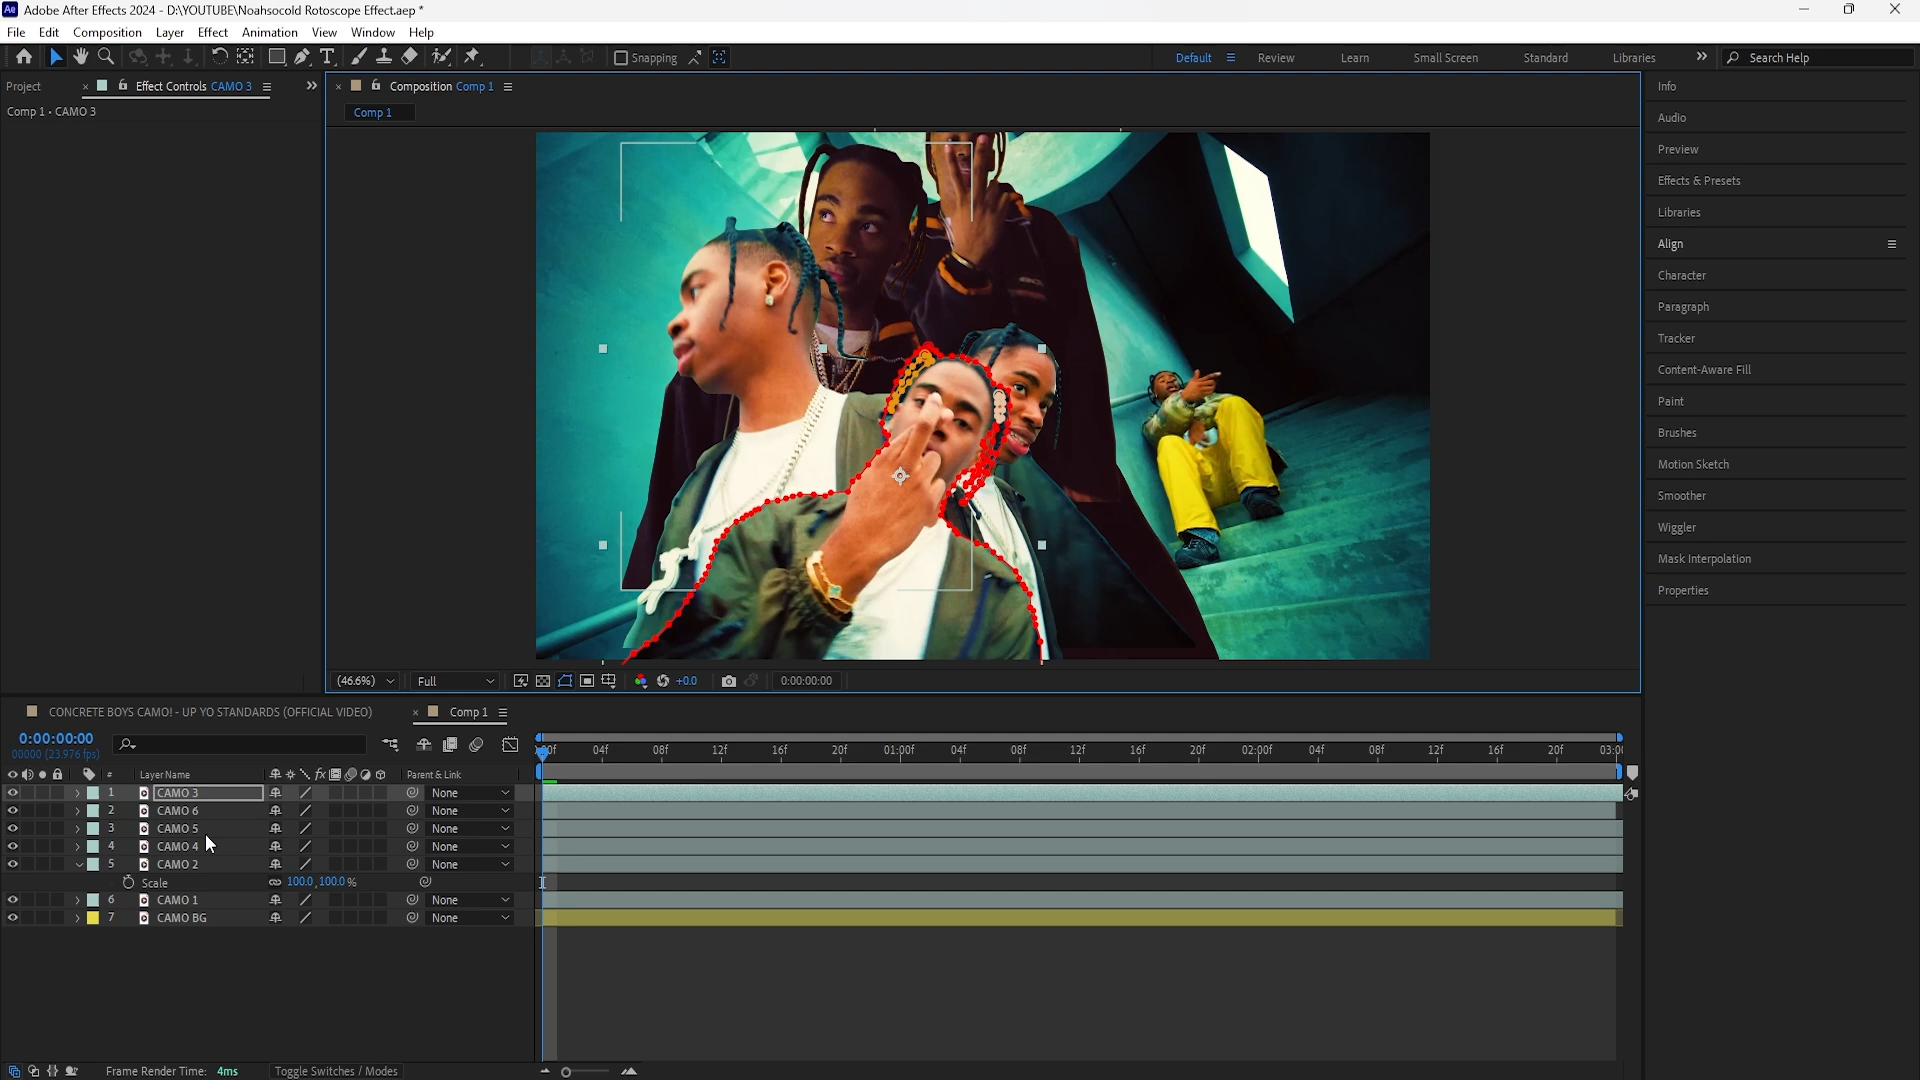 Ae Adobe After Effects 2024 - D:\YOUTUBE\Noahsocold Rotoscope Effect.aep *
File Edit Composition Layer Effect Animation View Window Help
Snapping
Default Review Learn Small Screen Standard Libraries Search Help
Project Effect Controls CAMO 3
Comp 1 • CAMO 3
Composition Comp 1
Comp 1
Info
Audio
Preview
Effects & Presets
Libraries
Align
Character
Paragraph
Tracker
Content-Aware Fill
Paint
Brushes
Motion Sketch
Smoother
Wiggler
Mask Interpolation
Properties
(46.6%) Full +0.0 0:00:00:00
CONCRETE BOYS CAMO! - UP YO STANDARDS (OFFICIAL VIDEO) Comp 1
0:00:00:00
00000 (23.976 fps)
04f 08f 12f 16f 20f 01:00f 04f 08f 12f 16f 20f 02:00f 04f 08f 12f 16f 20f
# Layer Name fx Parent & Link
1 CAMO 3 None
2 CAMO 6 None
3 CAMO 5 None
4 CAMO 4 None
5 CAMO 2 None
Scale 100.0, 100.0 %
6 CAMO 1 None
7 CAMO BG None
Frame Render Time: 4ms Toggle Switches / Modes